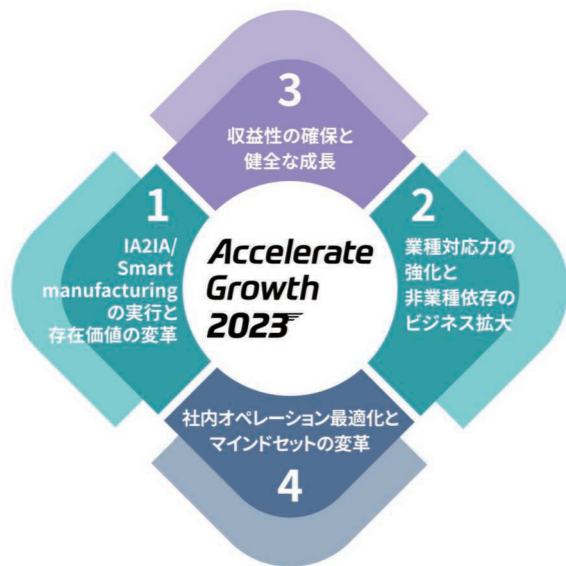 3
収益性の確保と
健全な成長
1
IA2IA/
Smart
manufacturing
の実行と
存在価値の変革
Accelerate
Growth
2023
2
業種対応力の
強化と
非業種依存の
ビジネス拡大
社内オペレーション最適化と
マインドセットの変革
4